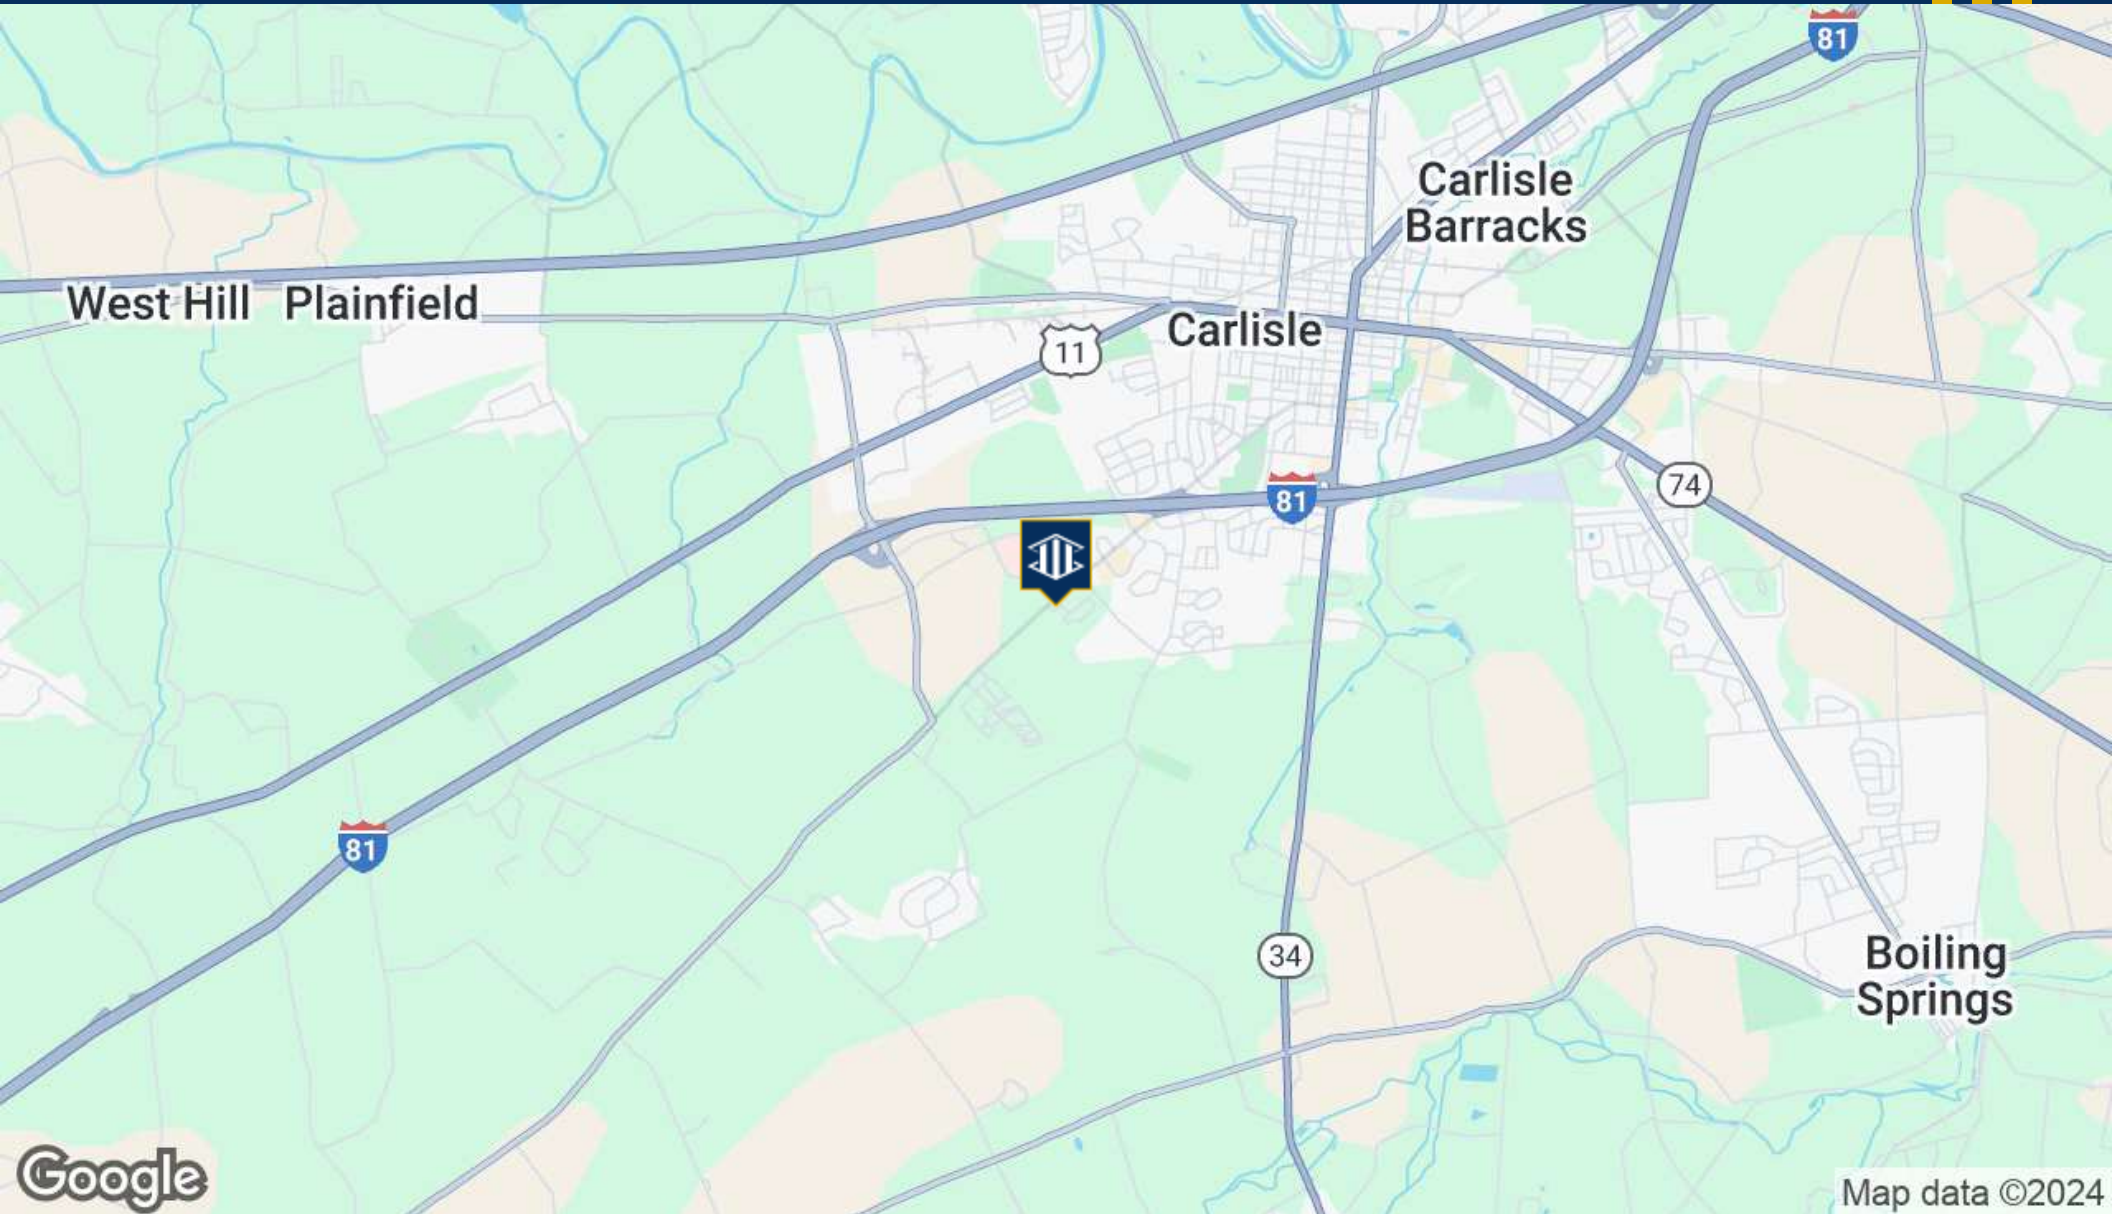 81
Carlisle
Barracks
West Hill
Plainfield
11
Carlisle
81
74
81
34
Boiling
Springs
Google
Map data ©2024